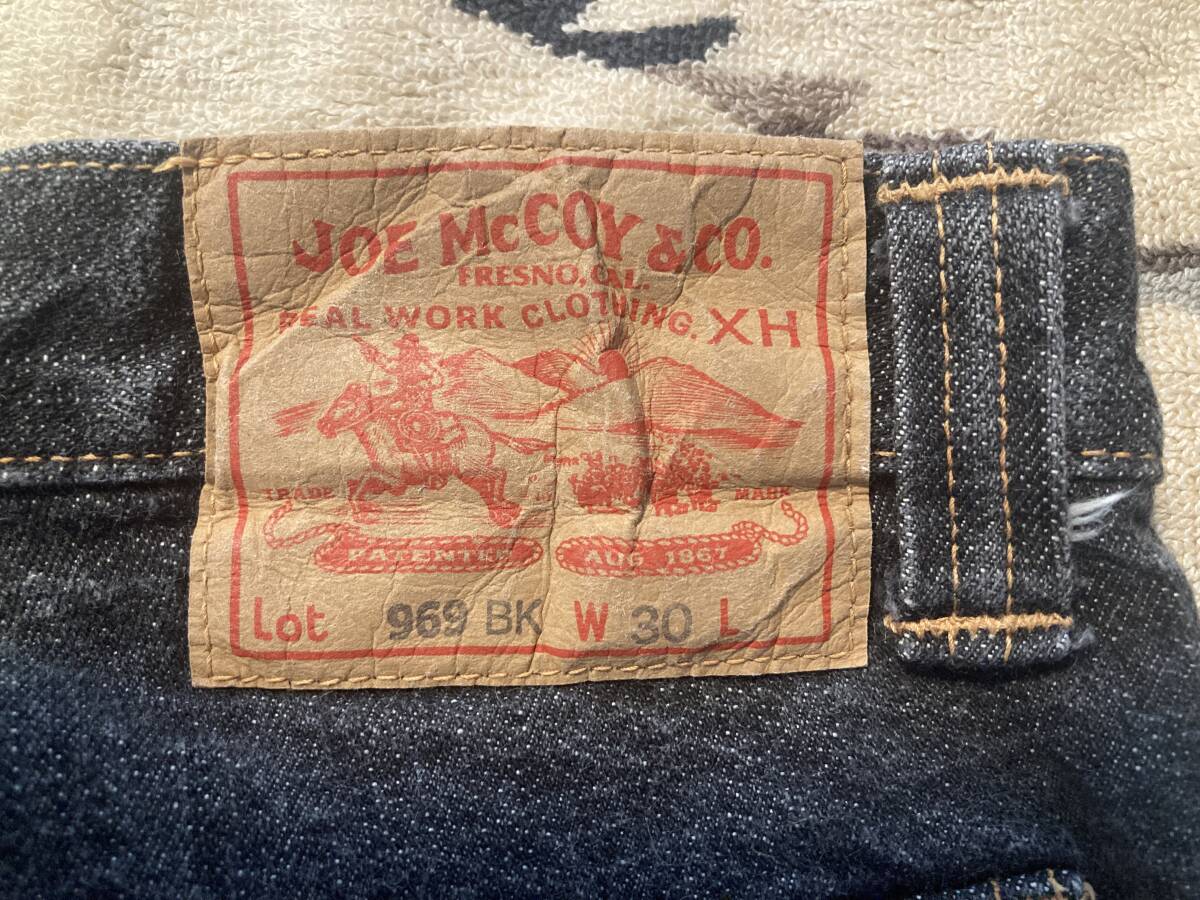 JOE McCOY & CO.
FRESNO, CAL.
REAL WORK CLOTHING. XH
TRADE MARK
PATENTED AUG 1867
Lot 969 BK W 30 L